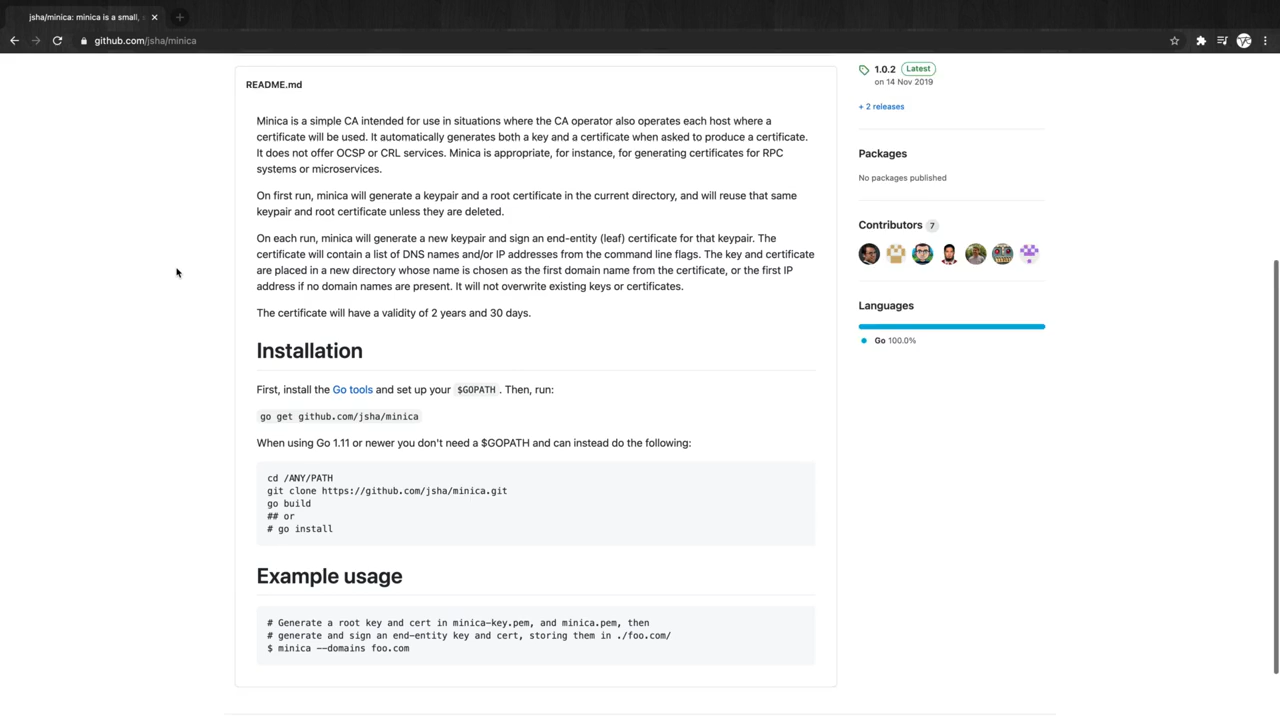 jsha/minica: minica is a small,
github.com/jsha/minica
README.md
Minica is a simple CA intended for use in situations where the CA operator also operates each host where a
certificate will be used. It automatically generates both a key and a certificate when asked to produce a certificate.
It does not offer OCSP or CRL services. Minica is appropriate, for instance, for generating certificates for RPC
systems or microservices.
On first run, minica will generate a keypair and a root certificate in the current directory, and will reuse that same
keypair and root certificate unless they are deleted.
On each run, minica will generate a new keypair and sign an end-entity (leaf) certificate for that keypair. The
certificate will contain a list of DNS names and/or IP addresses from the command line flags. The key and certificate
are placed in a new directory whose name is chosen as the first domain name from the certificate, or the first IP
address if no domain names are present. It will not overwrite existing keys or certificates.
The certificate will have a validity of 2 years and 30 days.
Installation
First, install the Go tools and set up your $GOPATH . Then, run:
go get github.com/jsha/minica
When using Go 1.11 or newer you don't need a $GOPATH and can instead do the following:
cd /ANY/PATH
git clone https://github.com/jsha/minica.git
go build
## or
# go install
Example usage
# Generate a root key and cert in minica-key.pem, and minica.pem, then
# generate and sign an end-entity key and cert, storing them in ./foo.com/
$ minica --domains foo.com
1.0.2 Latest
on 14 Nov 2019
+ 2 releases
Packages
No packages published
Contributors 7
Languages
Go 100.0%